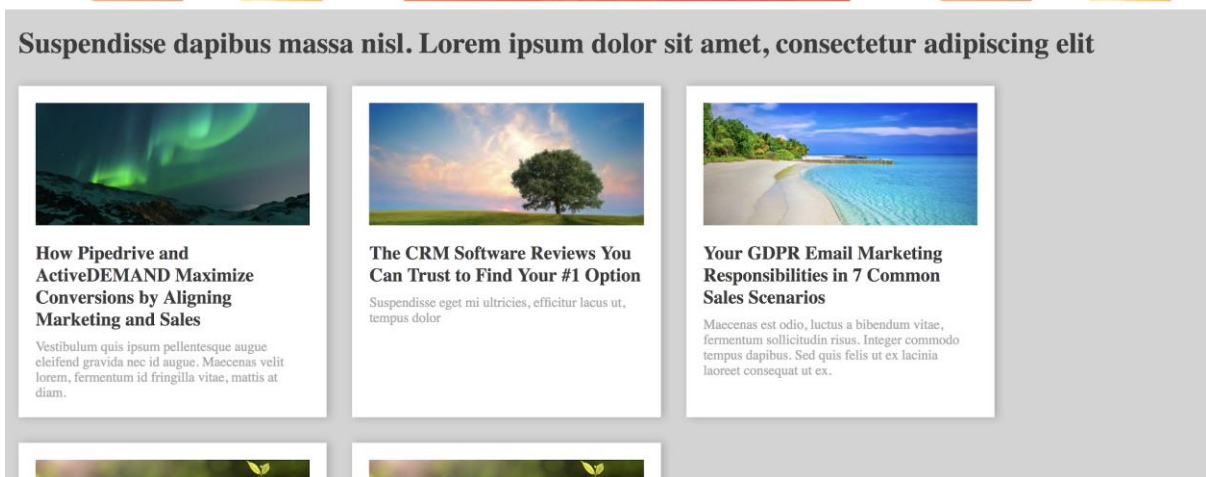 Suspendisse dapibus massa nisl. Lorem ipsum dolor sit amet, consectetur adipiscing elit
How Pipedrive and
ActiveDEMAND Maximize
Conversions by Aligning
Marketing and Sales
Vestibulum quis ipsum pellentesque augue
eleifend gravida nec id augue. Maecenas velit
lorem, fermentum id fringilla vitae, mattis at
diam.
The CRM Software Reviews You
Can Trust to Find Your #1 Option
Suspendisse eget mi ultricies, efficitur lacus ut,
tempus dolor
Your GDPR Email Marketing
Responsibilities in 7 Common
Sales Scenarios
Maecenas est odio, luctus a bibendum vitae,
fermentum sollicitudin risus. Integer commodo
tempus dapibus. Sed quis felis ut ex lacinia
laoreet consequat ut ex.